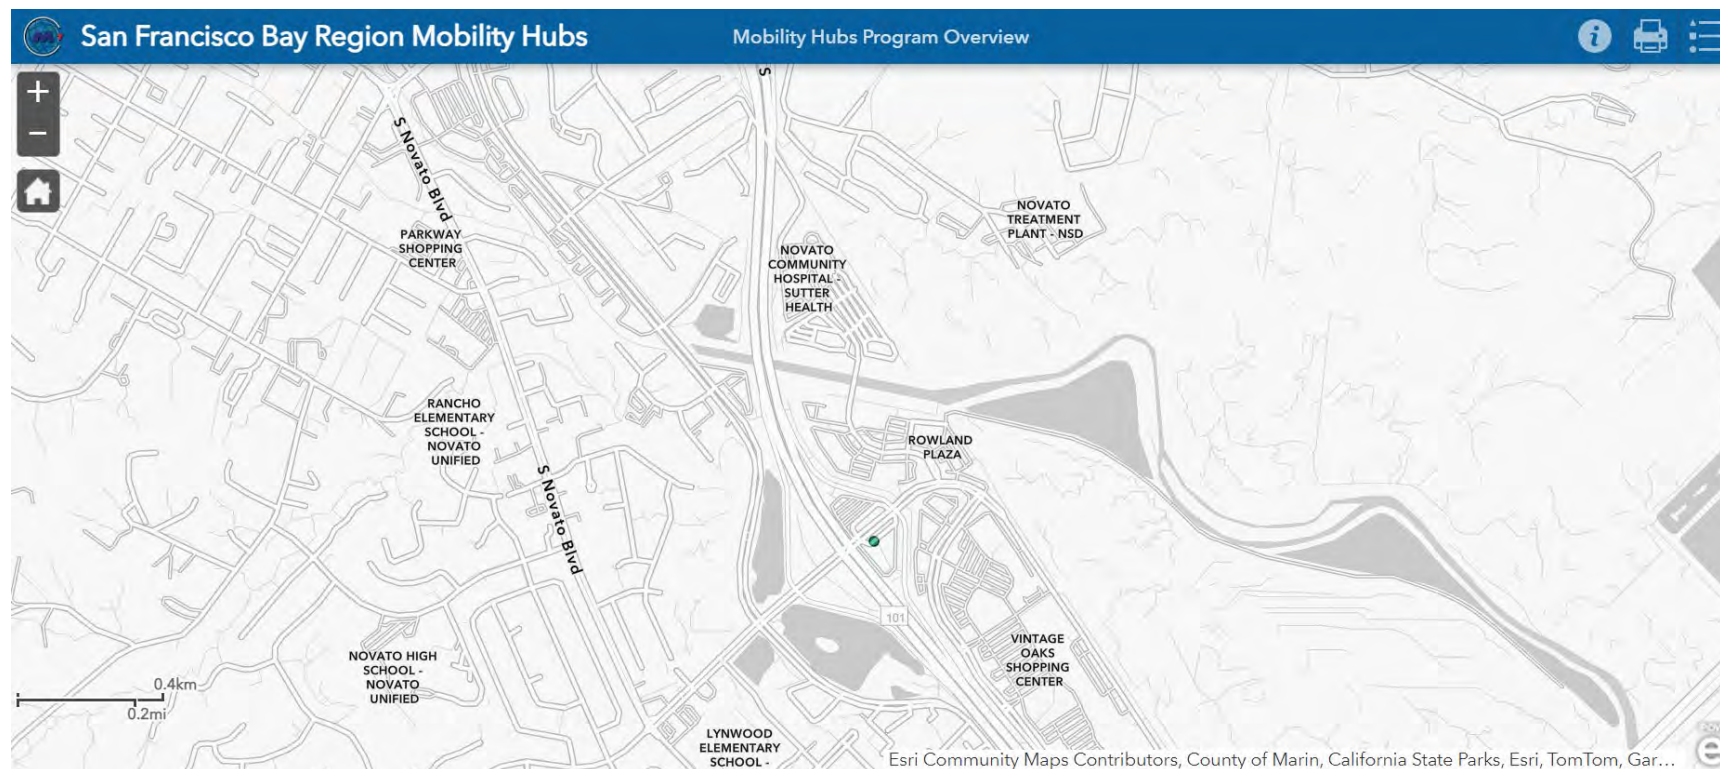 San Francisco Bay Region Mobility Hubs
Mobility Hubs Program Overview
+
−
S
S Novato Blvd
PARKWAY
SHOPPING
CENTER
NOVATO
COMMUNITY
HOSPITAL -
SUTTER
HEALTH
NOVATO
TREATMENT
PLANT - NSD
RANCHO
ELEMENTARY
SCHOOL -
NOVATO
UNIFIED
ROWLAND
PLAZA
S Novato Blvd
101
NOVATO HIGH
SCHOOL -
NOVATO
UNIFIED
VINTAGE
OAKS
SHOPPING
CENTER
LYNWOOD
ELEMENTARY
SCHOOL -
0.4km
0.2mi
Esri Community Maps Contributors, County of Marin, California State Parks, Esri, TomTom, Gar...